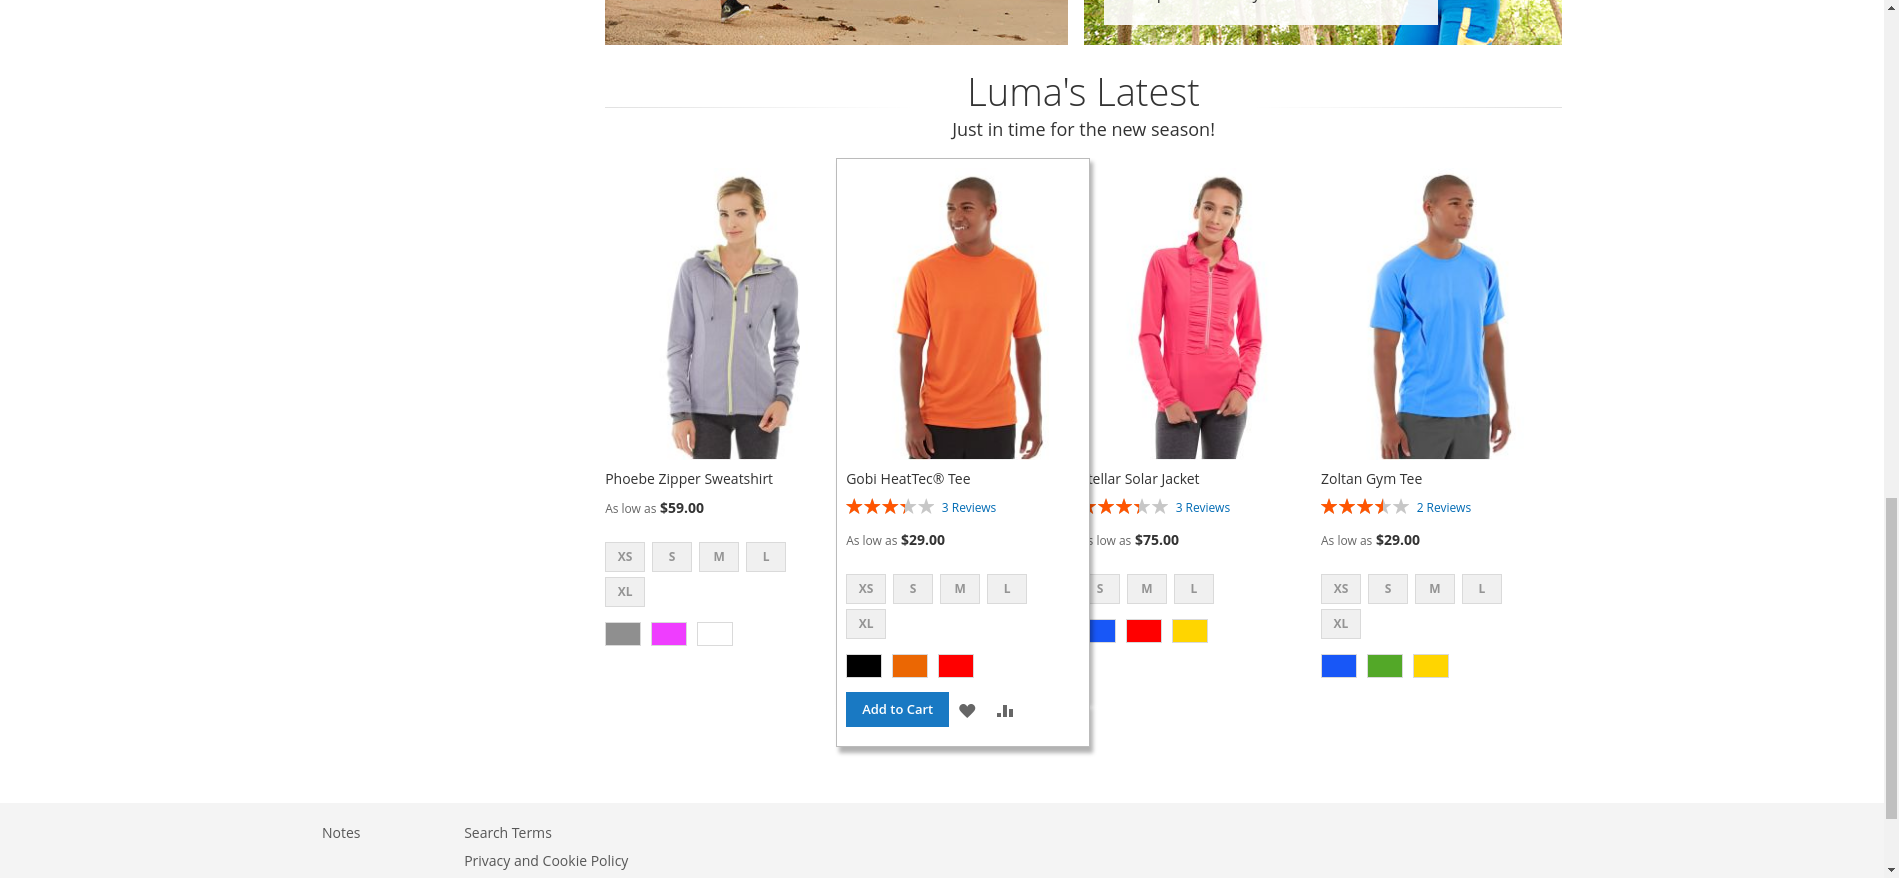 Luma's Latest
Just in time for the new season!
Phoebe Zipper Sweatshirt
As low as $59.00
XS S M L
XL
Gobi HeatTec® Tee
3 Reviews
As low as $29.00
XS S M L
XL
Add to Cart
tellar Solar Jacket
3 Reviews
s low as $75.00
S M L
Zoltan Gym Tee
2 Reviews
As low as $29.00
XS S M L
XL
Notes
Search Terms
Privacy and Cookie Policy